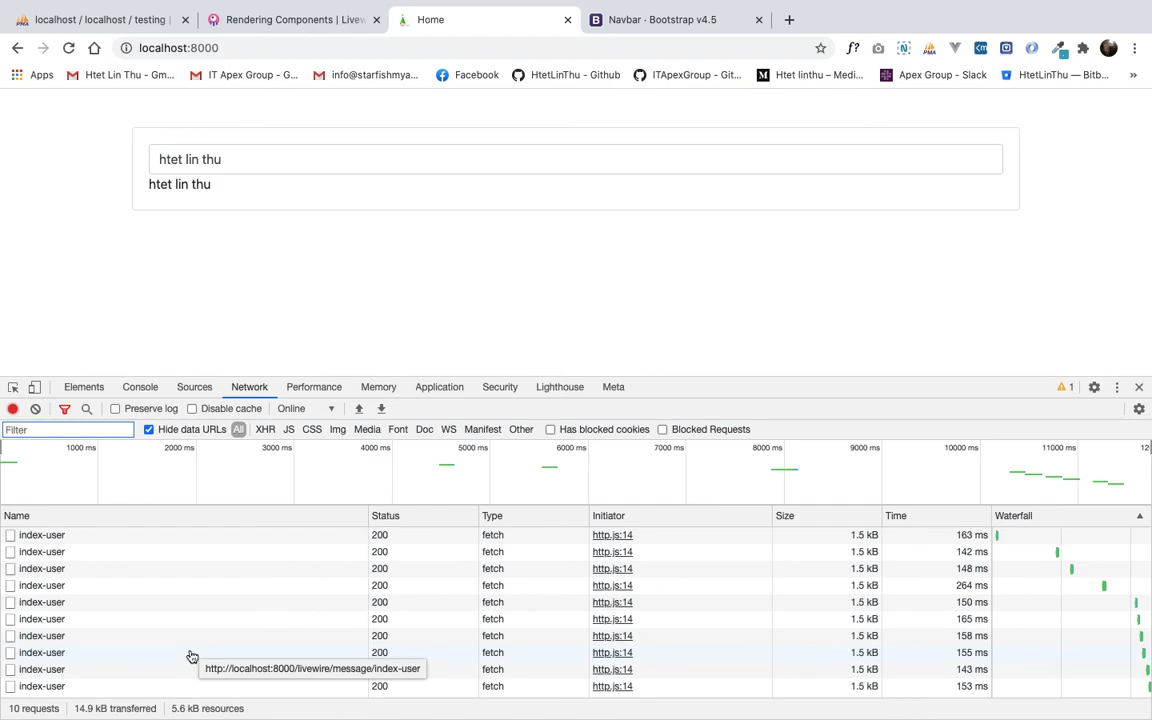 localhost / localhost / testing |
Rendering Components | Livew
Home
Navbar · Bootstrap v4.5
localhost:8000
Apps
Htet Lin Thu - Gm...
IT Apex Group - G...
info@starfishmya...
Facebook
HtetLinThu - Github
ITApexGroup - Git...
Htet linthu – Medi...
Apex Group - Slack
HtetLinThu — Bitb...
htet lin thu
htet lin thu
Elements Console Sources Network Performance Memory Application Security Lighthouse Meta 1
Preserve log Disable cache Online
Filter Hide data URLs All XHR JS CSS Img Media Font Doc WS Manifest Other Has blocked cookies Blocked Requests
1000 ms 2000 ms 3000 ms 4000 ms 5000 ms 6000 ms 7000 ms 8000 ms 9000 ms 10000 ms 11000 ms 12
Name Status Type Initiator Size Time Waterfall
index-user 200 fetch http.js:14 1.5 kB 163 ms
index-user 200 fetch http.js:14 1.5 kB 142 ms
index-user 200 fetch http.js:14 1.5 kB 148 ms
index-user 200 fetch http.js:14 1.5 kB 264 ms
index-user 200 fetch http.js:14 1.5 kB 150 ms
index-user 200 fetch http.js:14 1.5 kB 165 ms
index-user 200 fetch http.js:14 1.5 kB 158 ms
index-user 200 fetch http.js:14 1.5 kB 155 ms
http://localhost:8000/livewire/message/index-user
index-user 200 fetch http.js:14 1.5 kB 143 ms
index-user 200 fetch http.js:14 1.5 kB 153 ms
10 requests 14.9 kB transferred 5.6 kB resources